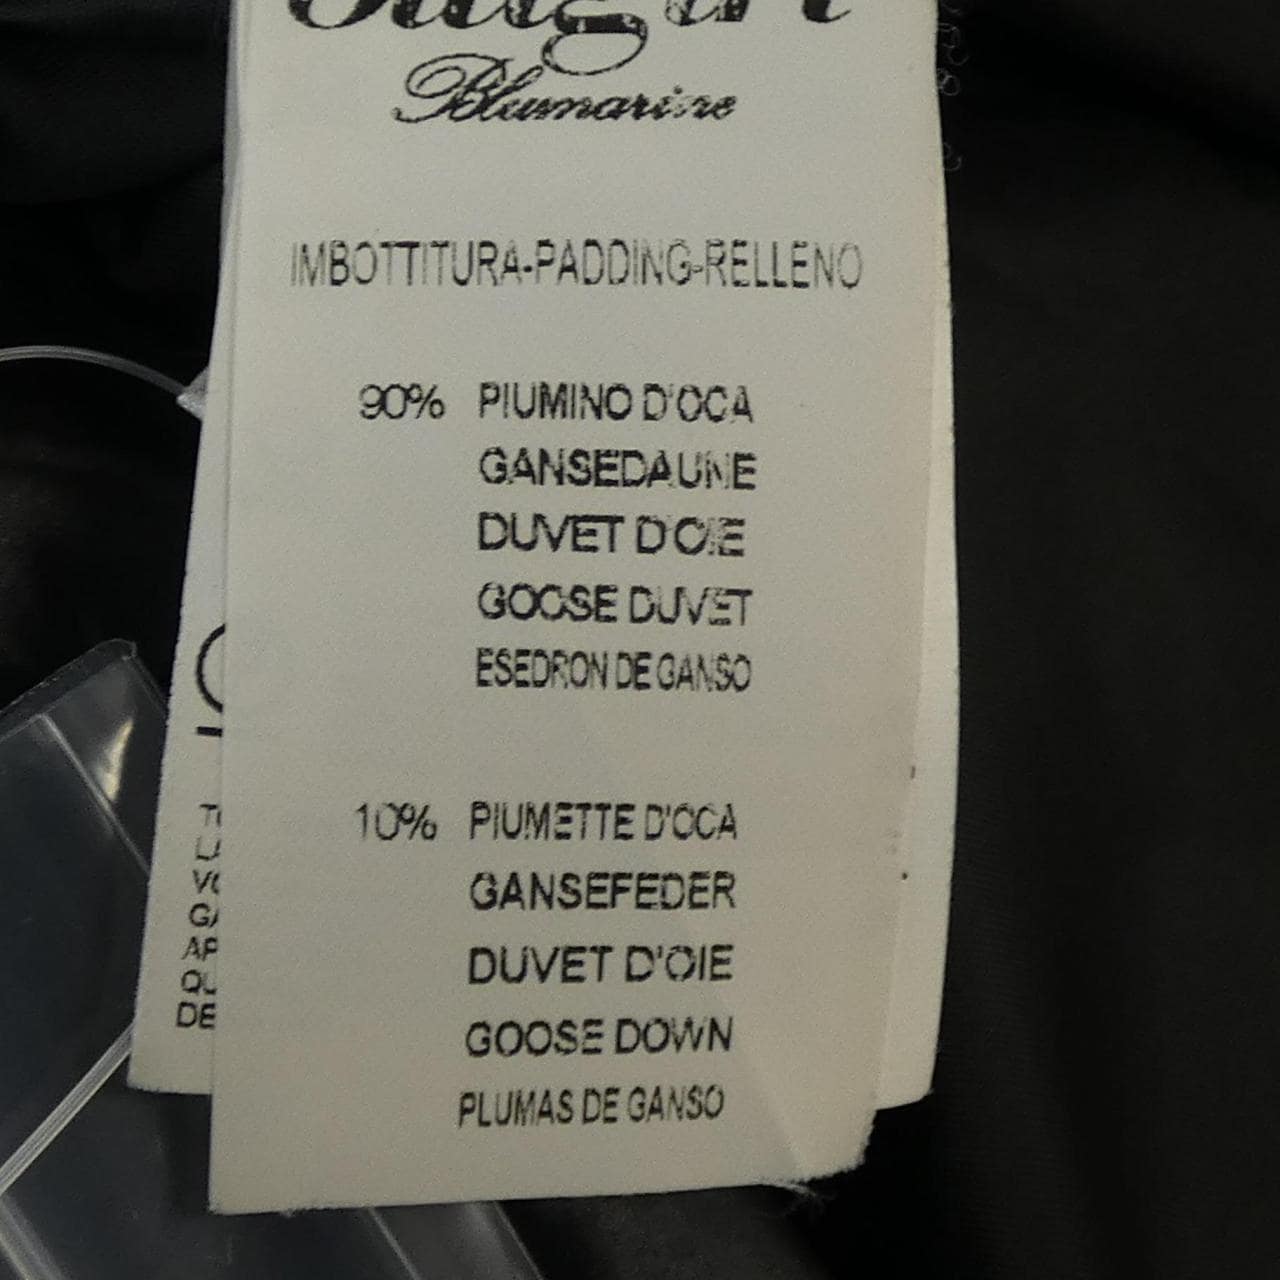 Blumarine
IMBOTTITURA-PADDING-RELLENO
90% PIUMINO D'OCA
GANSEDAUNE
DUVET D'OIE
GOOSE DUVET
ESEDRON DE GANSO
10% PIUMETTE D'OCA
GANSEFEDER
DUVET D'OIE
GOOSE DOWN
PLUMAS DE GANSO